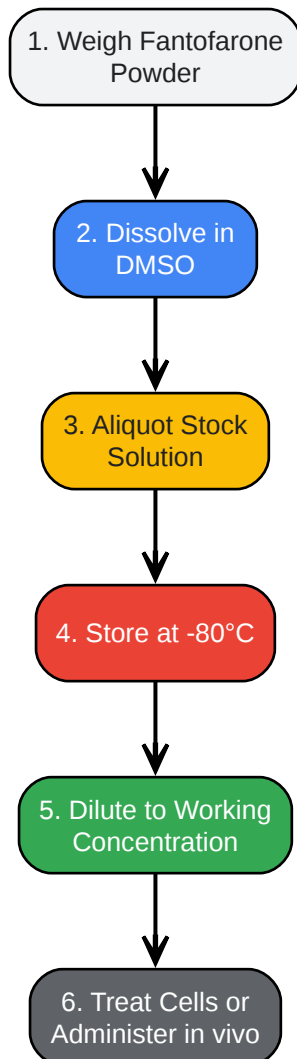 1. Weigh Fantofarone
Powder
2. Dissolve in
DMSO
3. Aliquot Stock
Solution
4. Store at -80°C
5. Dilute to Working
Concentration
6. Treat Cells or
Administer in vivo